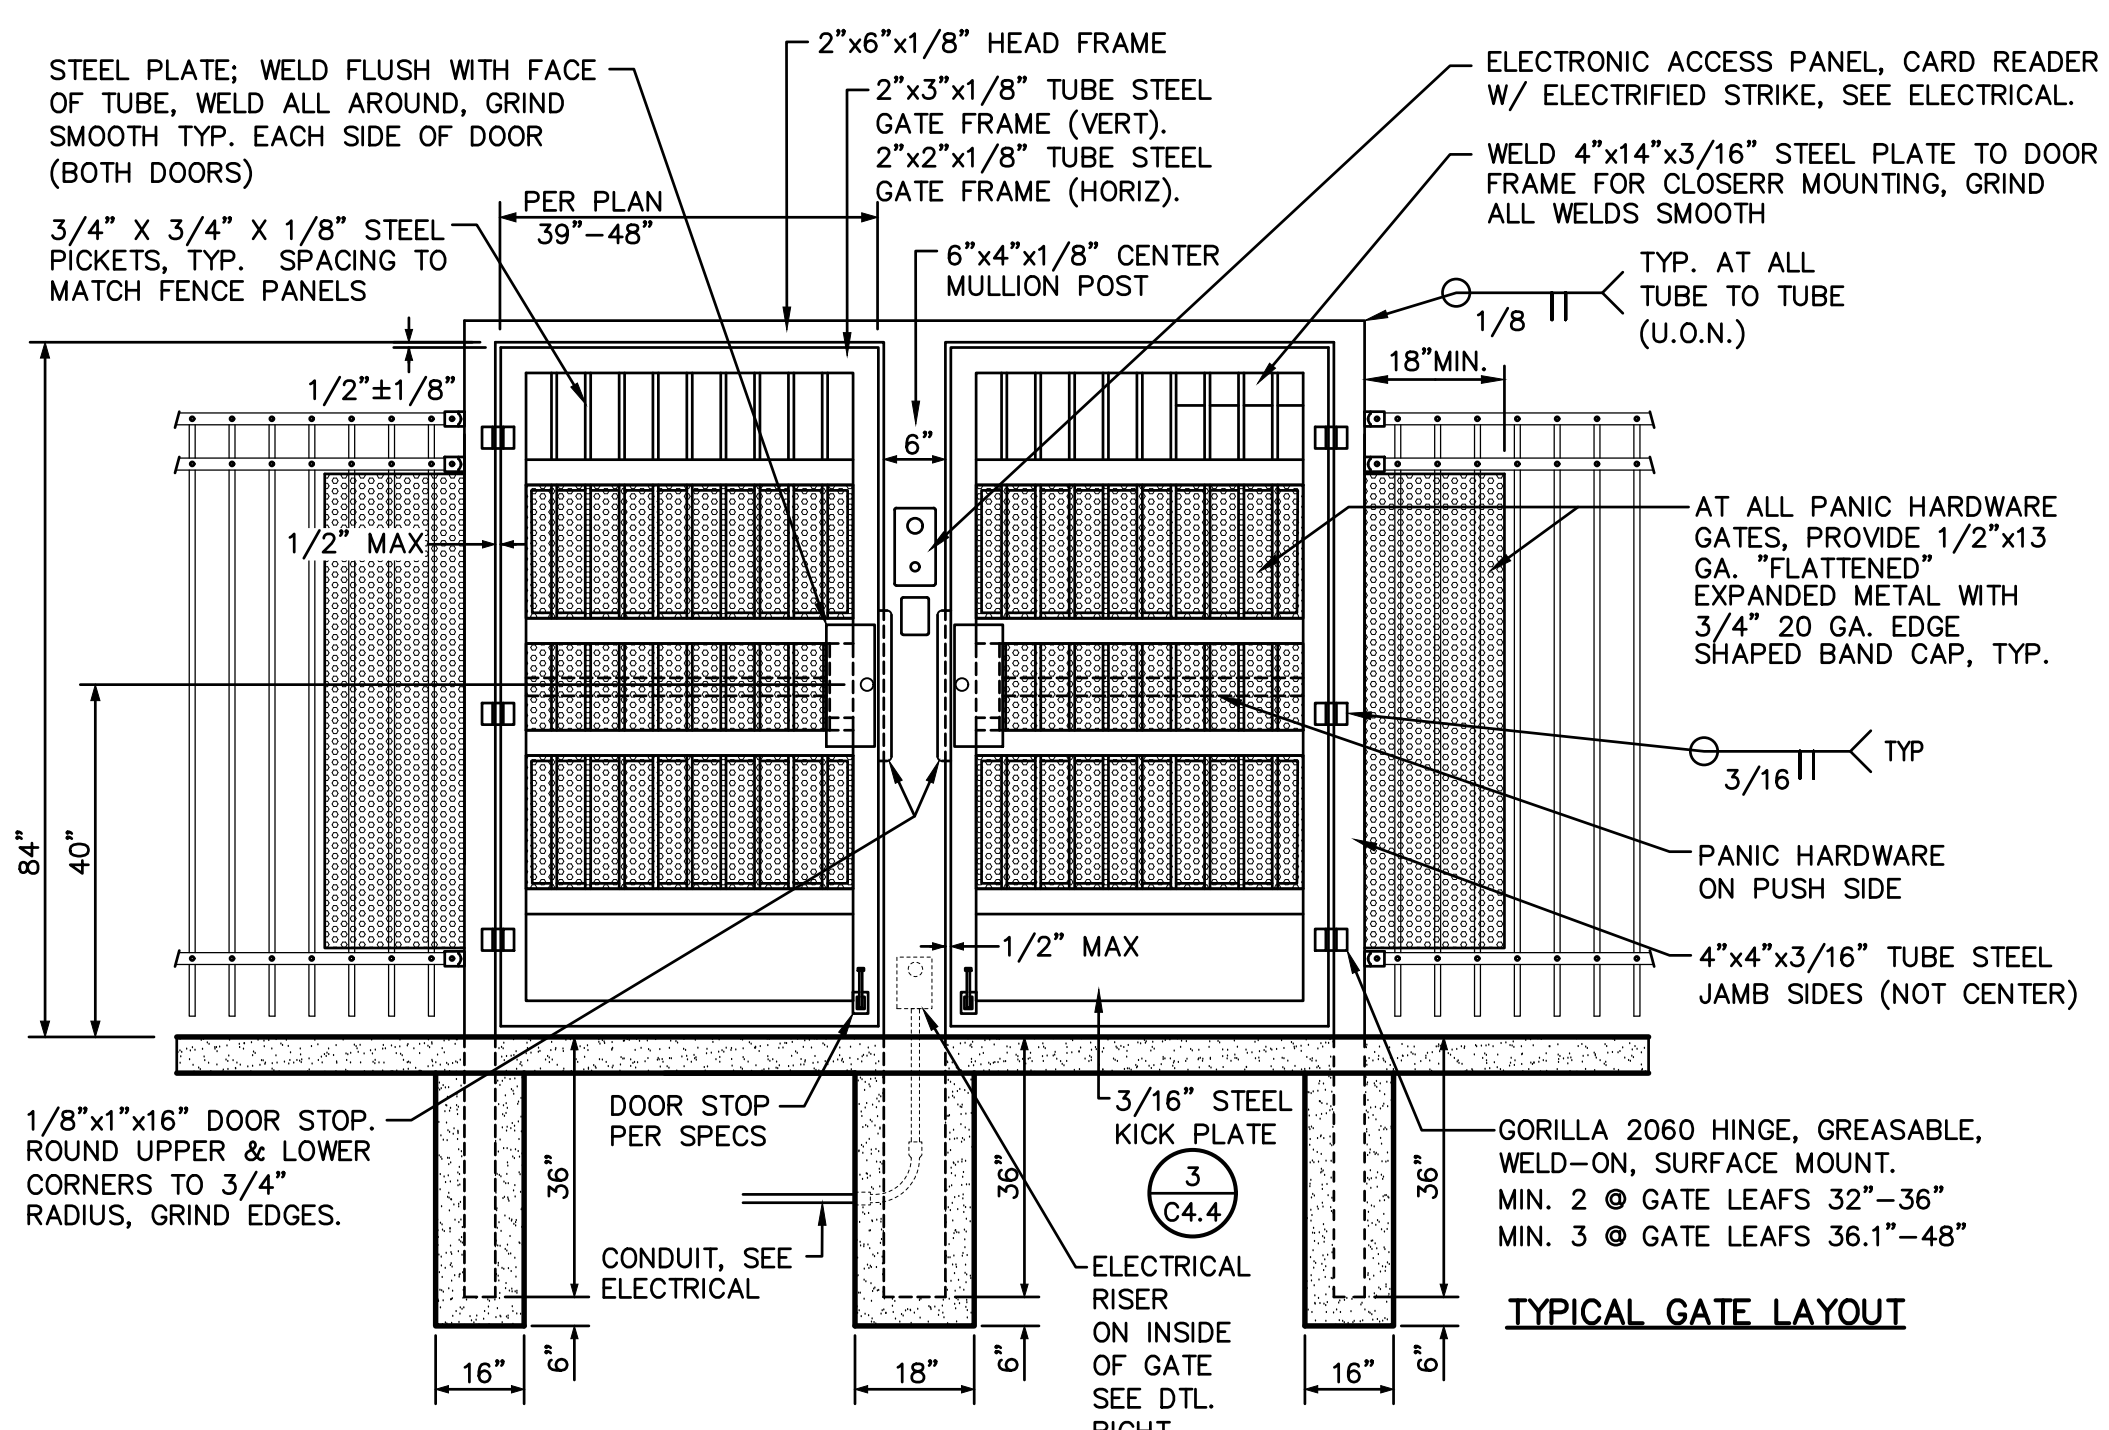 STEEL PLATE; WELD FLUSH WITH FACE
OF TUBE, WELD ALL AROUND, GRIND
SMOOTH TYP. EACH SIDE OF DOOR
(BOTH DOORS)
3/4" X 3/4" X 1/8" STEEL
PICKETS, TYP. SPACING TO
MATCH FENCE PANELS
PER PLAN
39"-48"
2"x6"x1/8" HEAD FRAME
2"x3"x1/8" TUBE STEEL
GATE FRAME (VERT).
2"x2"x1/8" TUBE STEEL
GATE FRAME (HORIZ).
6"x4"x1/8" CENTER
MULLION POST
ELECTRONIC ACCESS PANEL, CARD READER
W/ ELECTRIFIED STRIKE, SEE ELECTRICAL.
WELD 4"x14"x3/16" STEEL PLATE TO DOOR
FRAME FOR CLOSERR MOUNTING, GRIND
ALL WELDS SMOOTH
1/8
TYP. AT ALL
TUBE TO TUBE
(U.O.N.)
18"MIN.
1/2"±1/8"
6"
1/2" MAX
AT ALL PANIC HARDWARE
GATES, PROVIDE 1/2"x13
GA. "FLATTENED"
EXPANDED METAL WITH
3/4" 20 GA. EDGE
SHAPED BAND CAP, TYP.
3/16
TYP
84"
40"
PANIC HARDWARE
ON PUSH SIDE
1/2" MAX
4"x4"x3/16" TUBE STEEL
JAMB SIDES (NOT CENTER)
1/8"x1"x16" DOOR STOP.
ROUND UPPER & LOWER
CORNERS TO 3/4"
RADIUS, GRIND EDGES.
DOOR STOP
PER SPECS
3/16" STEEL
KICK PLATE
3
C4.4
GORILLA 2060 HINGE, GREASABLE,
WELD-ON, SURFACE MOUNT.
MIN. 2 @ GATE LEAFS 32"-36"
MIN. 3 @ GATE LEAFS 36.1"-48"
36"
36"
36"
CONDUIT, SEE
ELECTRICAL
ELECTRICAL
RISER
ON INSIDE
OF GATE
SEE DTL.
RIGHT
TYPICAL GATE LAYOUT
6"
6"
6"
16"
18"
16"